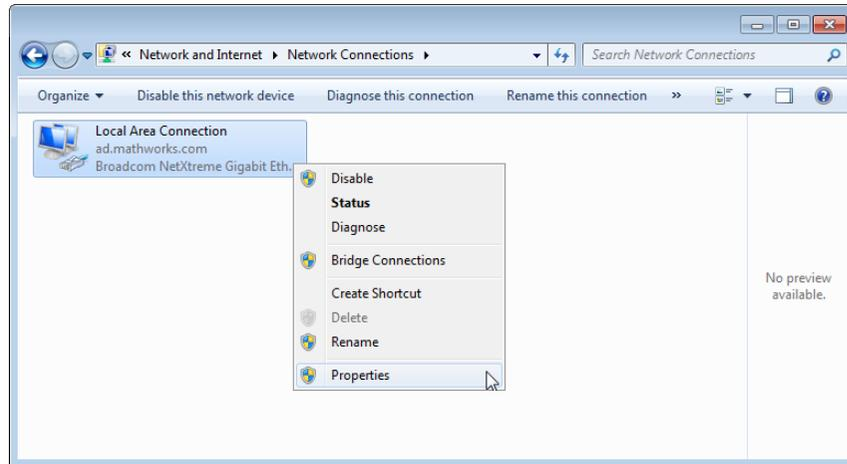 « Network and Internet ▸ Network Connections ▸
Search Network Connections
Organize ▼ Disable this network device Diagnose this connection Rename this connection »
Local Area Connection
ad.mathworks.com
Broadcom NetXtreme Gigabit Eth...
Disable
Status
Diagnose
Bridge Connections
Create Shortcut
Delete
Rename
Properties
No preview
available.